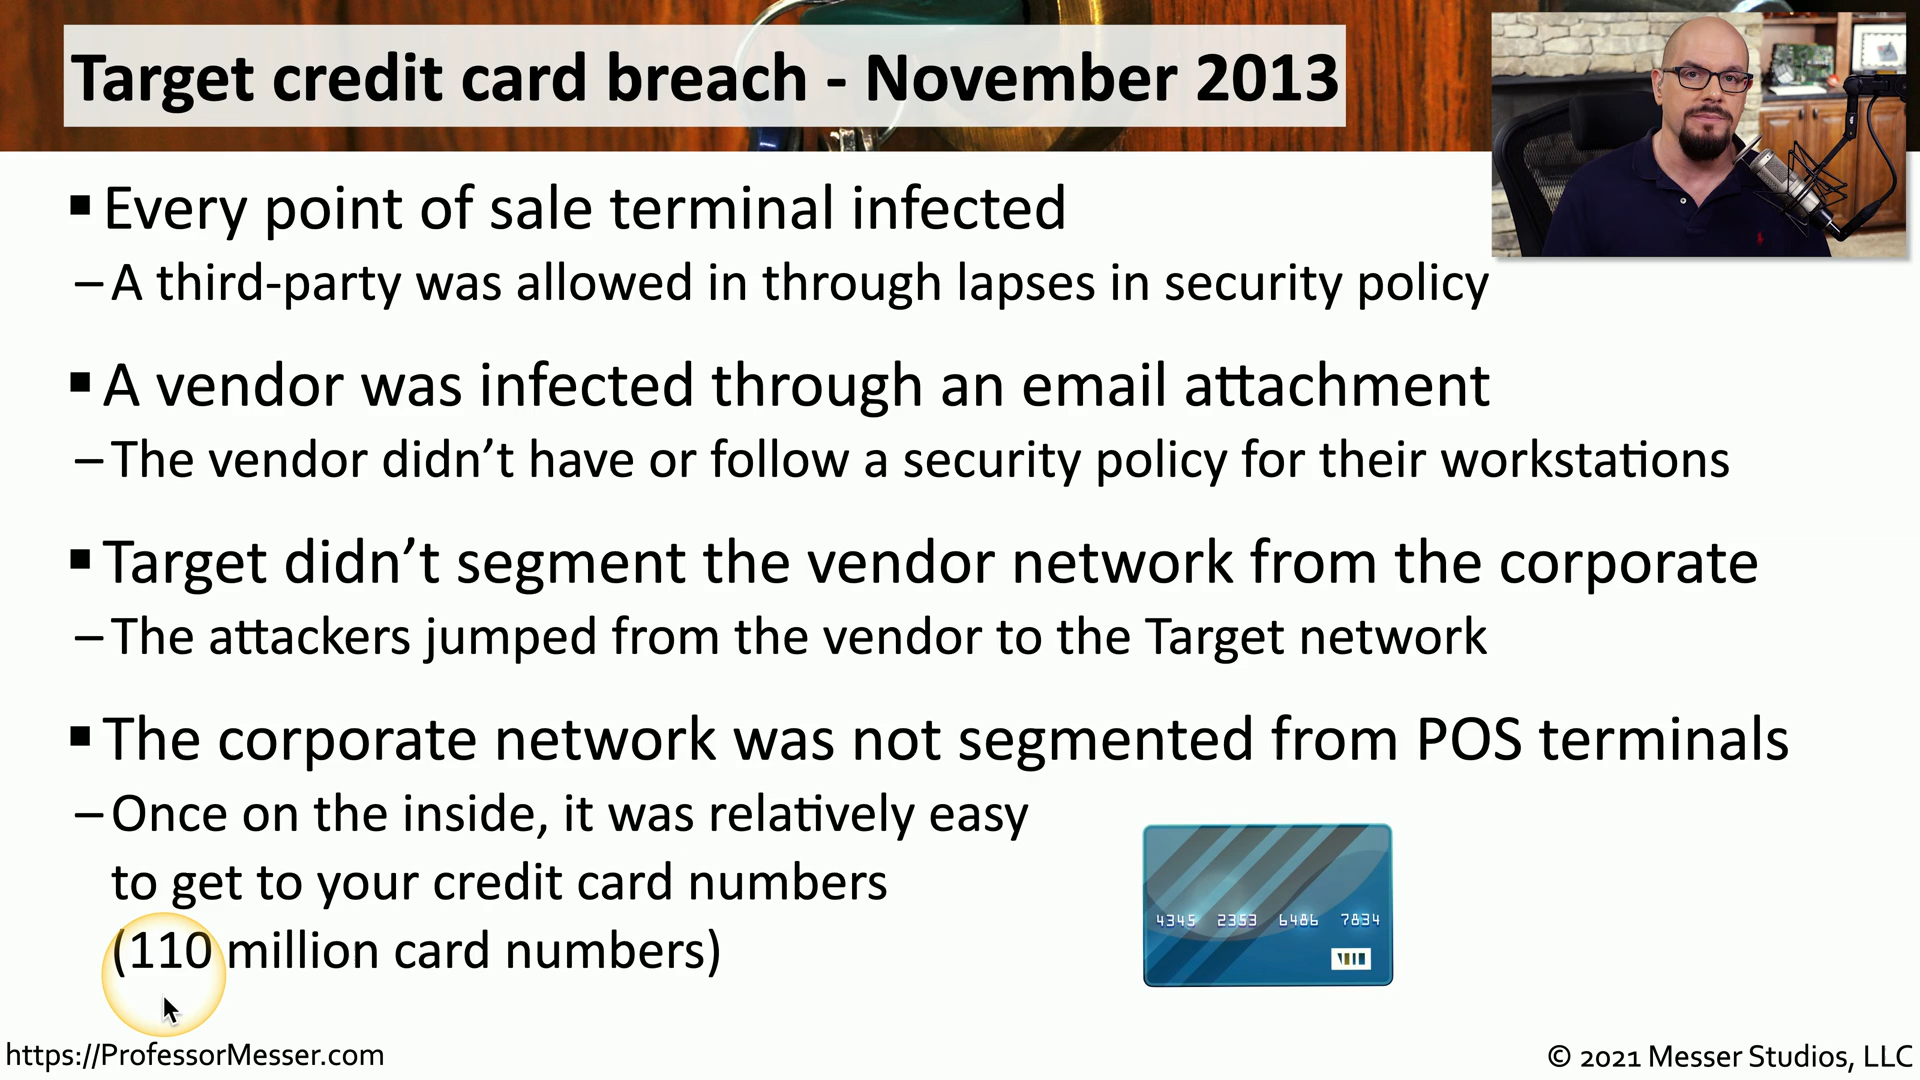 Target credit card breach - November 2013
▪ Every point of sale terminal infected
– A third-party was allowed in through lapses in security policy
▪ A vendor was infected through an email attachment
– The vendor didn’t have or follow a security policy for their workstations
▪ Target didn’t segment the vendor network from the corporate
– The attackers jumped from the vendor to the Target network
▪ The corporate network was not segmented from POS terminals
– Once on the inside, it was relatively easy
to get to your credit card numbers
(110 million card numbers)
4345 2353 6486 7834
https://ProfessorMesser.com
© 2021 Messer Studios, LLC